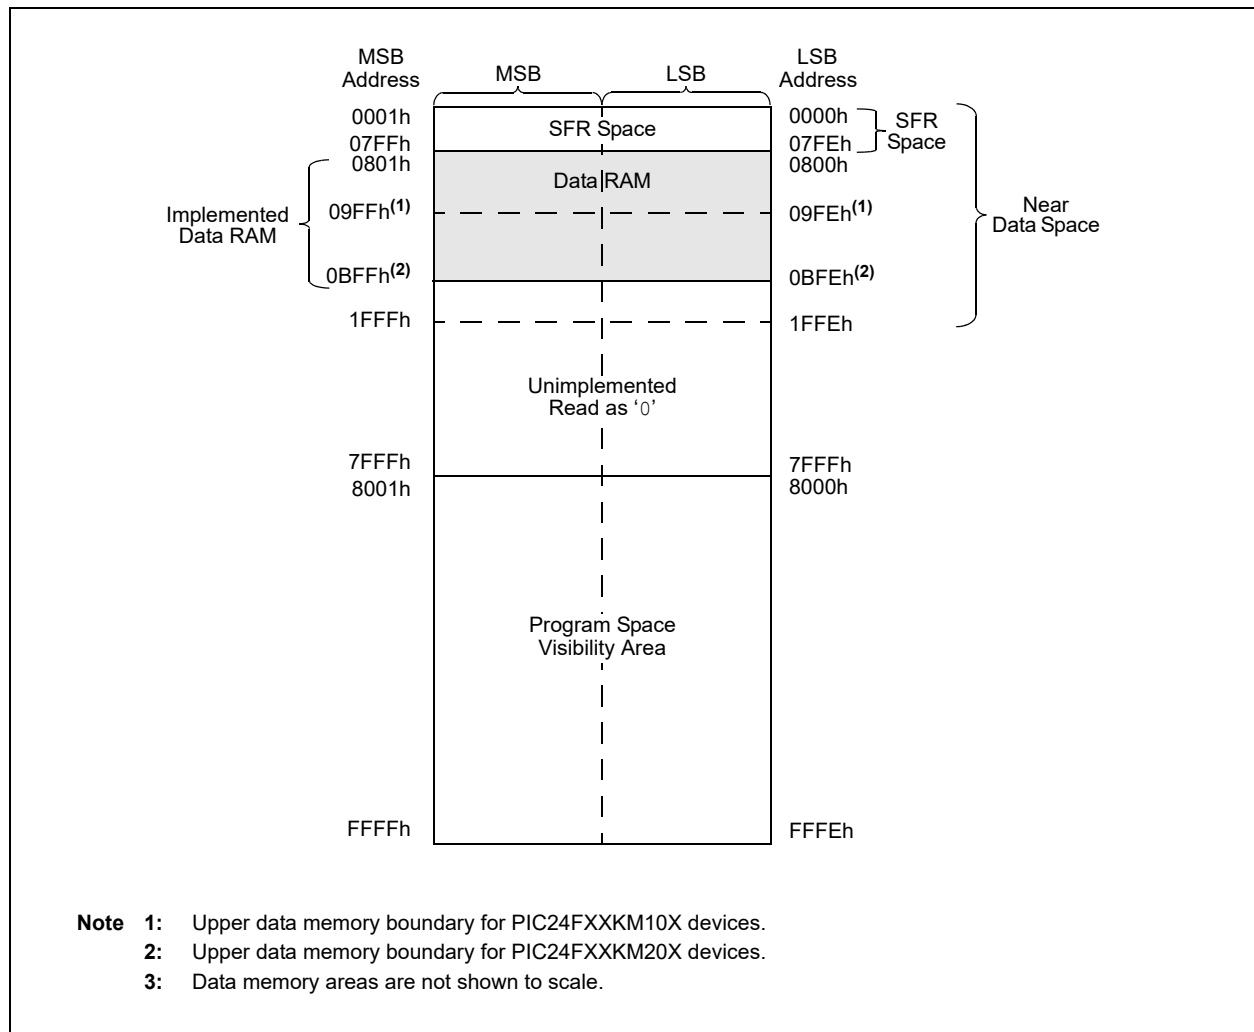 MSB
Address
MSB
LSB
LSB
Address
0001h
SFR Space
0000h
SFR
Space
07FFh
07FEh
0801h
0800h
Data RAM
Implemented
Data RAM
09FFh(1)
09FEh(1)
Near
Data Space
0BFFh(2)
0BFEh(2)
1FFFh
1FFEh
Unimplemented
Read as ‘0’
7FFFh
7FFFh
8001h
8000h
Program Space
Visibility Area
FFFFh
FFFEh
Note 1: Upper data memory boundary for PIC24FXXKM10X devices.
2: Upper data memory boundary for PIC24FXXKM20X devices.
3: Data memory areas are not shown to scale.